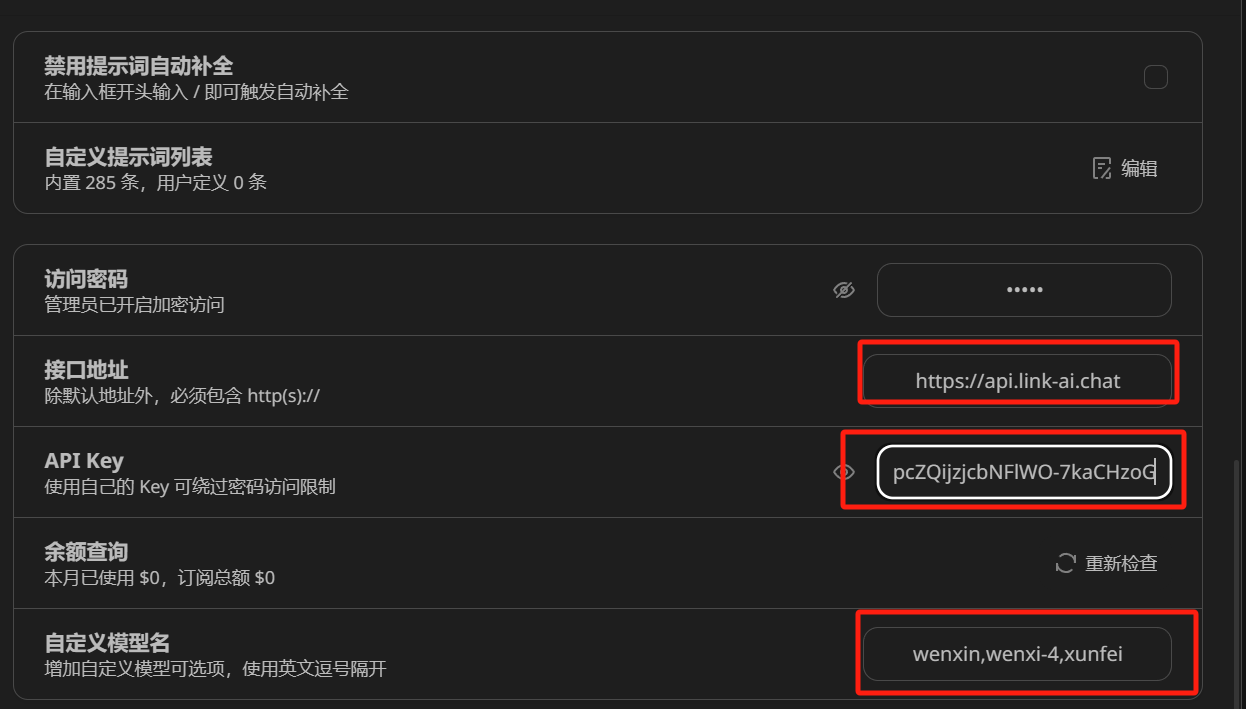 禁用提示词自动补全
在输入框开头输入 / 即可触发自动补全
自定义提示词列表
内置 285 条，用户定义 0 条
编辑
访问密码
管理员已开启加密访问
•••••
接口地址
除默认地址外，必须包含 http(s)://
https://api.link-ai.chat
API Key
使用自己的 Key 可绕过密码访问限制
pcZQijzjcbNFlWO-7kaCHzoG
余额查询
本月已使用 $0，订阅总额 $0
重新检查
自定义模型名
增加自定义模型可选项，使用英文逗号隔开
wenxin,wenxi-4,xunfei